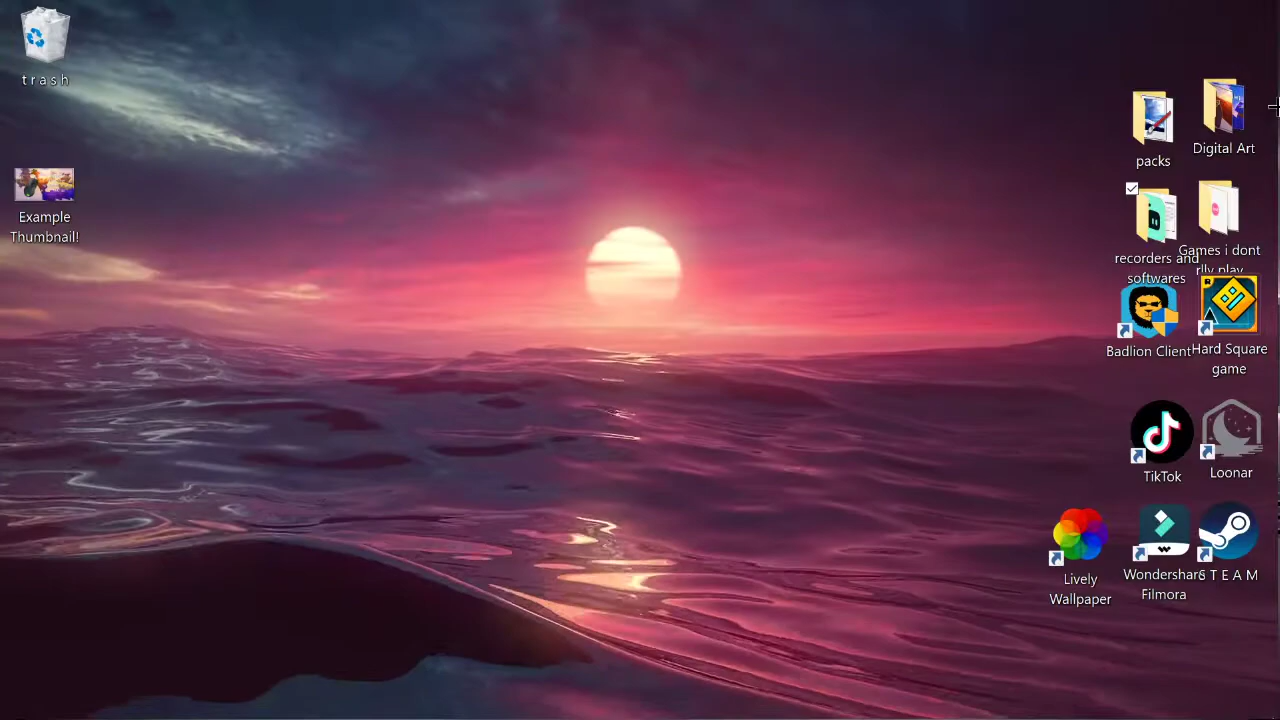 t r a s h
Example
Thumbnail!
packs
Digital Art
recorders and
softwares
Games i dont
rlly play
Badlion Client
Hard Square
game
TikTok
Loonar
Lively
Wallpaper
Wondershare
Filmora
S T E A M